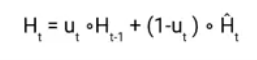 Hₜ = uₜ ∘Hₜ₋₁ + (1-uₜ ) ∘ Ĥₜ